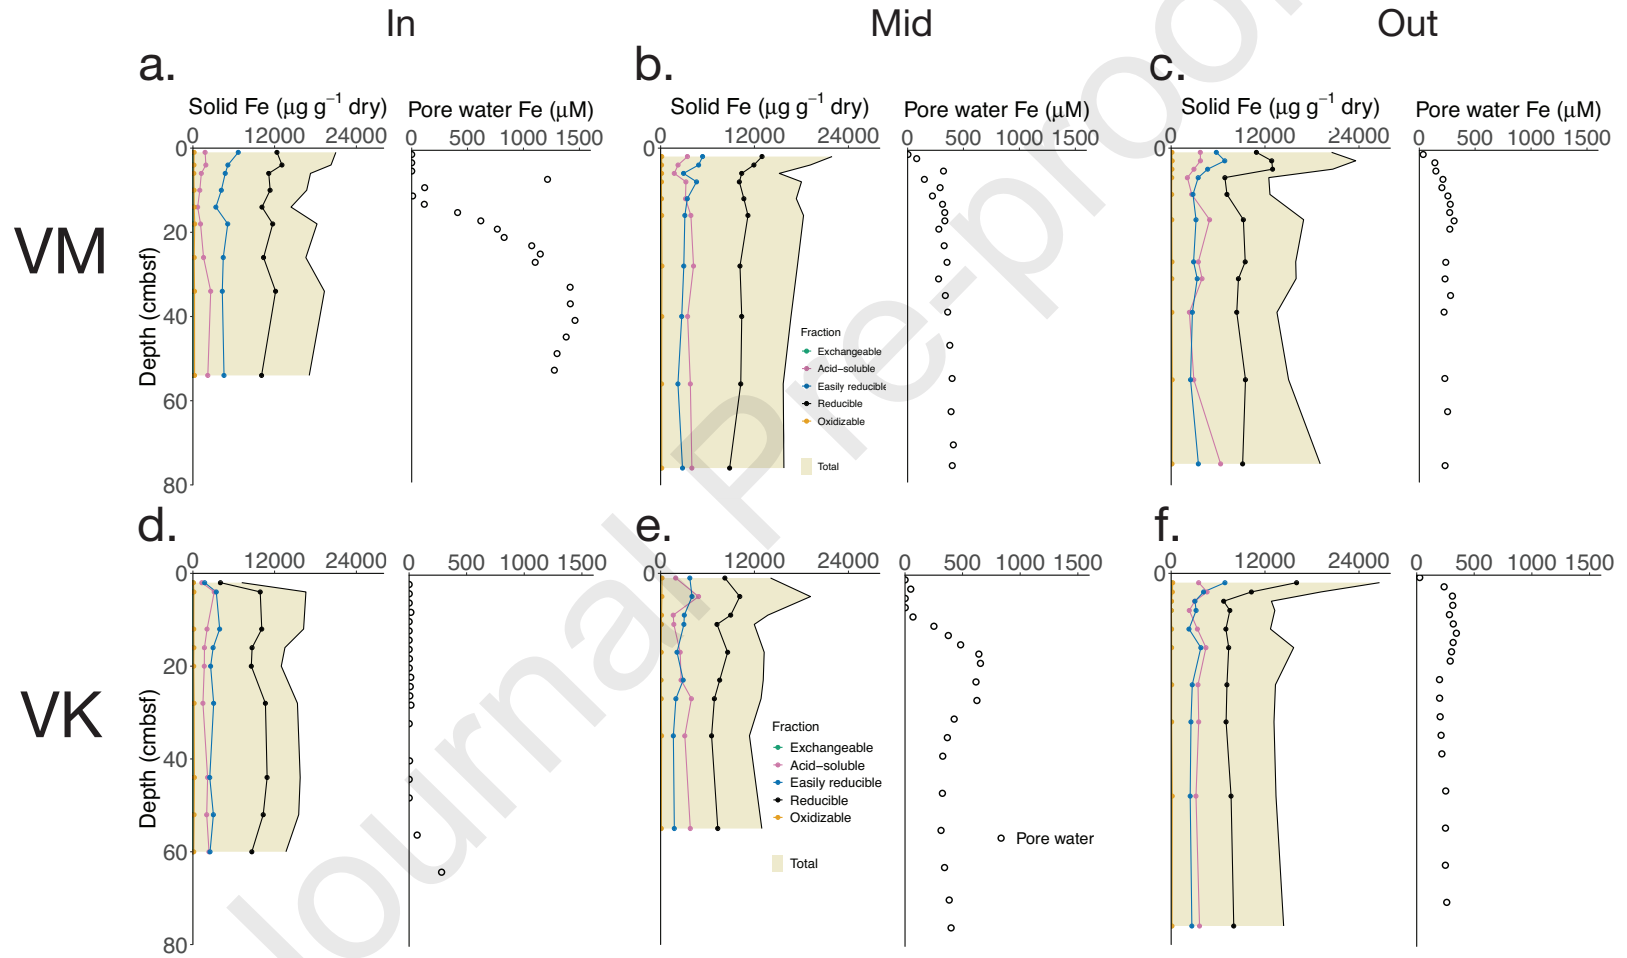 In Mid Out
a. b. c.
Solid Fe (μg g⁻¹ dry) Pore water Fe (μM) Solid Fe (μg g⁻¹ dry) Pore water Fe (μM) Solid Fe (μg g⁻¹ dry) Pore water Fe (μM)
0 12000 24000 0 500 1000 1500 0 12000 24000 0 500 1000 1500 0 12000 24000 0 500 1000 1500
0 0 0
20
VM
Depth (cmbsf)
40
60
80
Fraction
Exchangeable
Acid−soluble
Easily reducible
Reducible
Oxidizable
Total
d. e. f.
0 12000 24000 0 500 1000 1500 0 12000 24000 0 500 1000 1500 0 12000 24000 0 500 1000 1500
0 0 0
20
VK
Depth (cmbsf)
40
60
80
Fraction
Exchangeable
Acid−soluble
Easily reducible
Reducible
Oxidizable
Total
Pore water
Journal Pre-proo